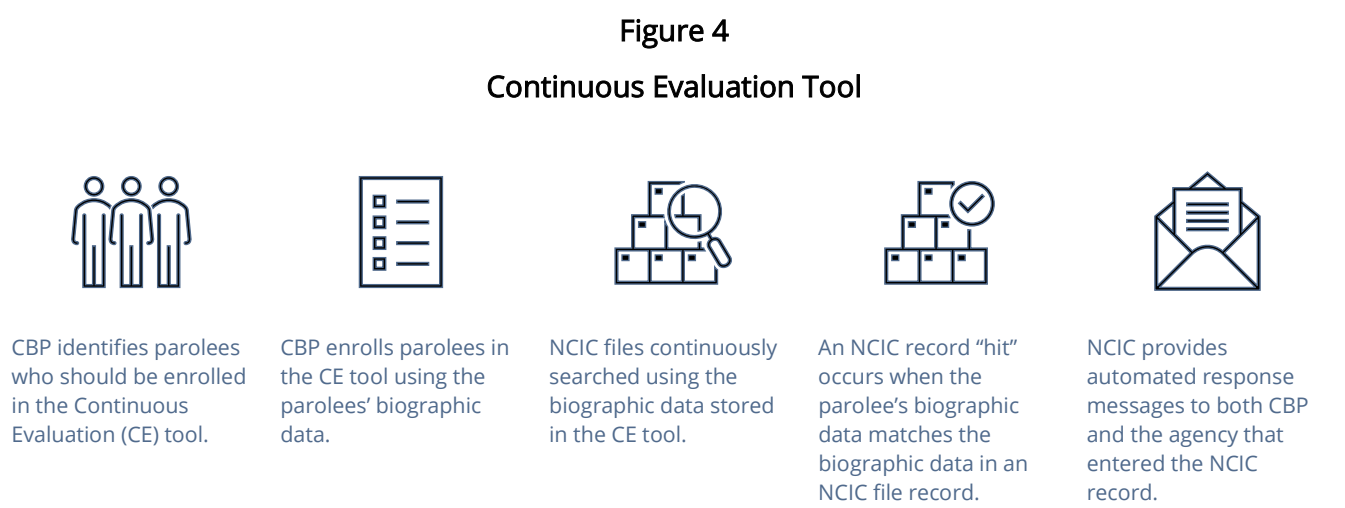 Figure 4
Continuous Evaluation Tool
CBP identifies parolees
who should be enrolled
in the Continuous
Evaluation (CE) tool.
CBP enrolls parolees in
the CE tool using the
parolees’ biographic
data.
NCIC files continuously
searched using the
biographic data stored
in the CE tool.
An NCIC record “hit”
occurs when the
parolee’s biographic
data matches the
biographic data in an
NCIC file record.
NCIC provides
automated response
messages to both CBP
and the agency that
entered the NCIC
record.